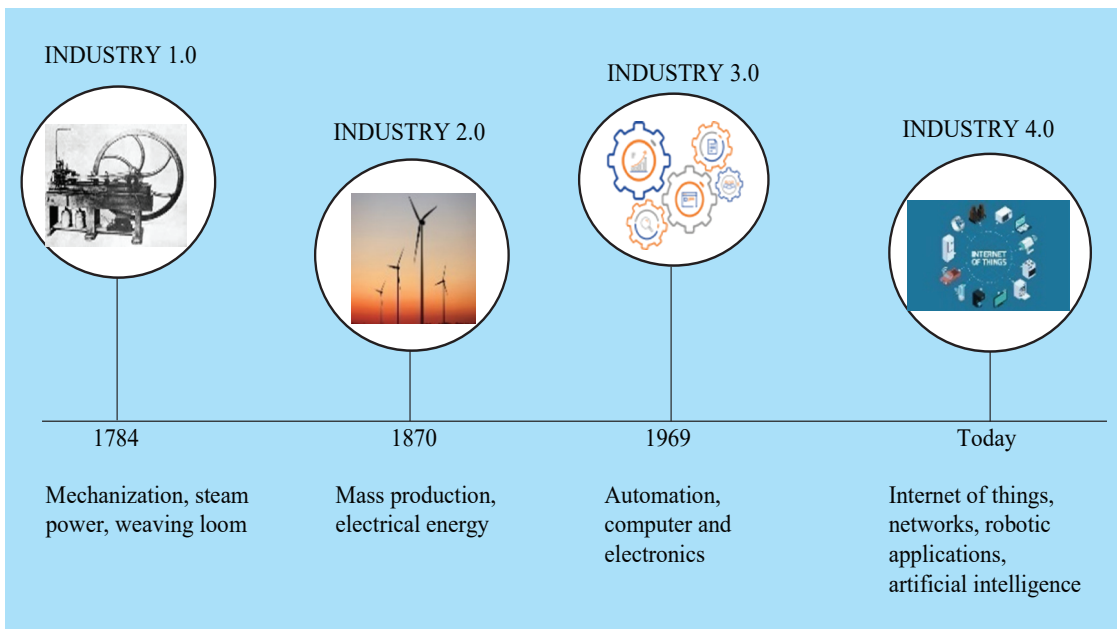 INDUSTRY 1.0
INDUSTRY 2.0
INDUSTRY 3.0
INDUSTRY 4.0
INTERNET
OF THINGS
1784
1870
1969
Today
Mechanization, steam
power, weaving loom
Mass production,
electrical energy
Automation,
computer and
electronics
Internet of things,
networks, robotic
applications,
artificial intelligence